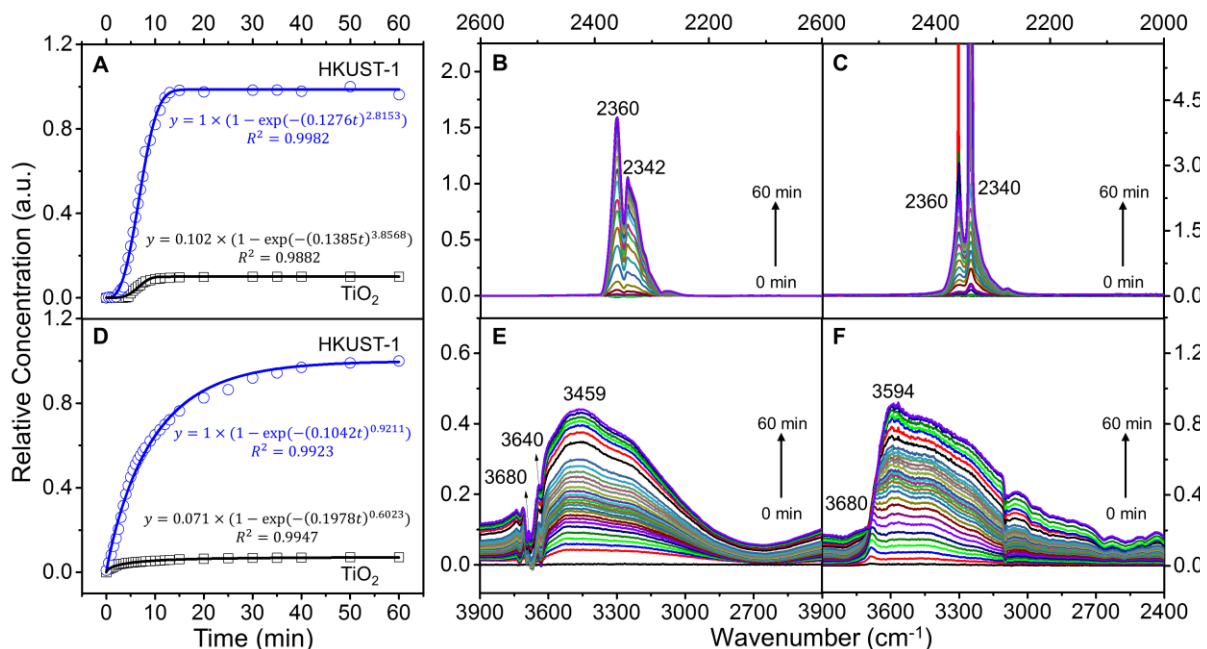 0 10 20 30 40 50 60
2600 2400 2200 2600 2400 2200 2000
1.2
0.8
0.4
0.0
1.2
0.8
0.4
0.0
Relative Concentration (a.u.)
A
HKUST-1
y = 1 × (1 − exp(−(0.1276t)^2.8153)
R² = 0.9982
y = 0.102 × (1 − exp(−(0.1385t)^3.8568)
R² = 0.9882
TiO₂
B
2.0
1.5
1.0
0.5
0.0
2360
2342
60 min
0 min
C
2360
2340
60 min
0 min
4.5
3.0
1.5
0.0
D
HKUST-1
y = 1 × (1 − exp(−(0.1042t)^0.9211)
R² = 0.9923
y = 0.071 × (1 − exp(−(0.1978t)^0.6023)
R² = 0.9947
TiO₂
E
0.6
0.4
0.2
0.0
3459
3640
3680
60 min
0 min
F
3594
3680
60 min
0 min
1.2
0.8
0.4
0.0
0 10 20 30 40 50 60
Time (min)
3900 3300 2700 3900 3600 3300 3000 2700 2400
Wavenumber (cm⁻¹)